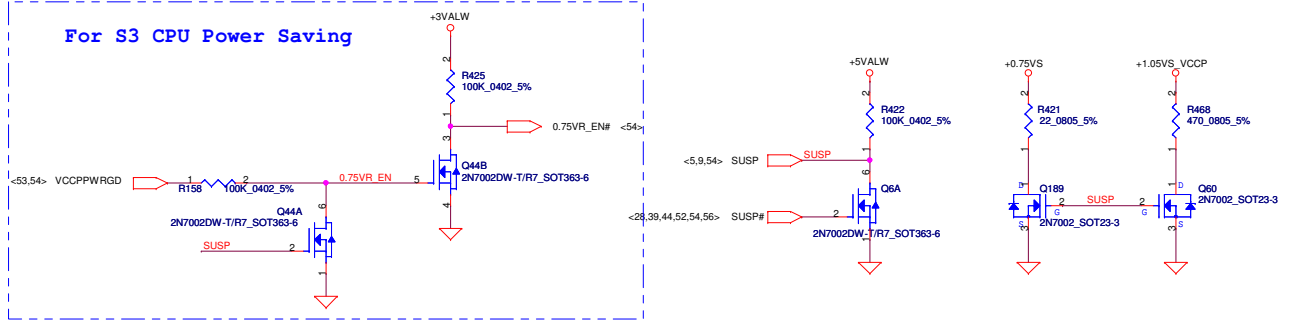 For S3 CPU Power Saving
+3VALW
2
R425
100K_0402_5%
1
0.75VR_EN# <54>
3
Q44B
2N7002DW-T/R7_SOT363-6
5
4
<53,54> VCCPPWRGD
1
2
R158
100K_0402_5%
0.75VR_EN
Q44A
2N7002DW-T/R7_SOT363-6
6
SUSP
2
1
+5VALW
2
R422
100K_0402_5%
1
<5,9,54> SUSP
SUSP
6
Q6A
<28,39,44,52,54,56> SUSP#
2
2N7002DW-T/R7_SOT363-6
1
+0.75VS
2
R421
22_0805_5%
1
D
Q189
2
G
S
2N7002_SOT23-3
3
SUSP
+1.05VS_VCCP
2
R468
470_0805_5%
1
D
Q60
2N7002_SOT23-3
2
G
S
3